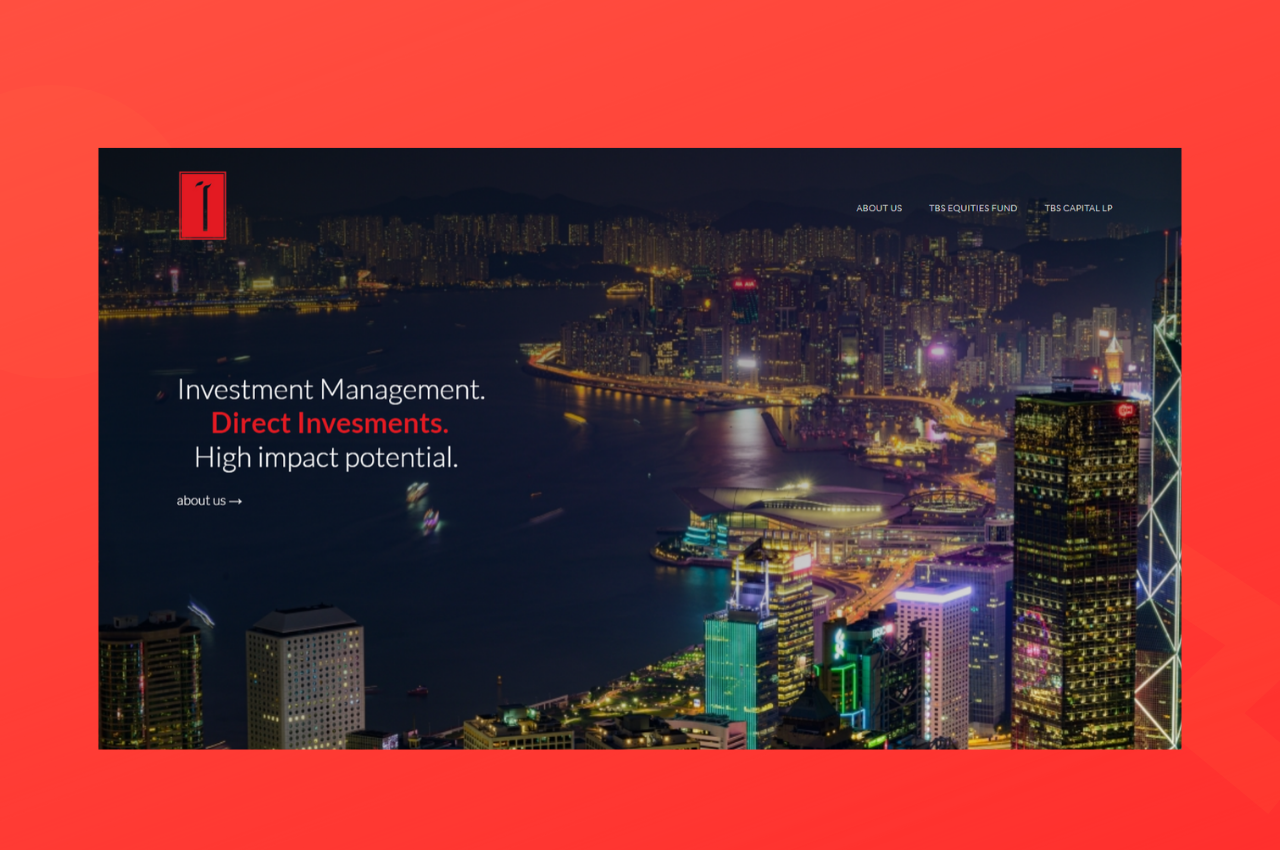 ABOUT US TBS EQUITIES FUND TBS CAPITAL LP
Investment Management.
Direct Invesments.
High impact potential.
about us →